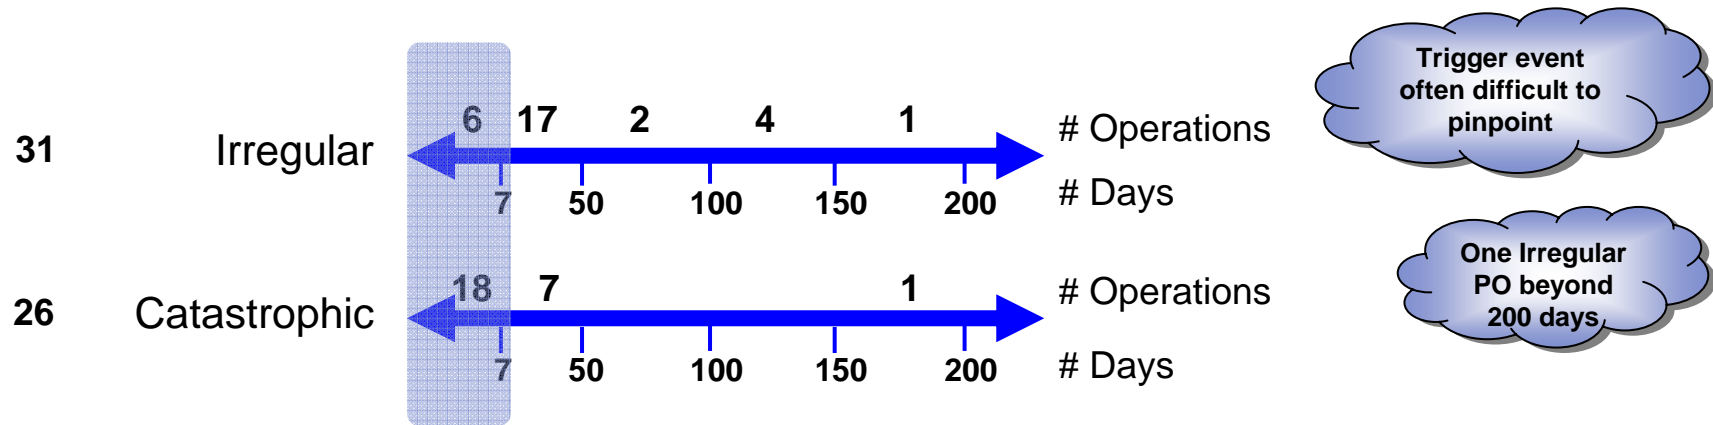 6 17 2 4 1
31 Irregular # Operations
7 50 100 150 200 # Days
Trigger event
often difficult to
pinpoint
18 7 1 # Operations
26 Catastrophic
7 50 100 150 200 # Days
One Irregular
PO beyond
200 days